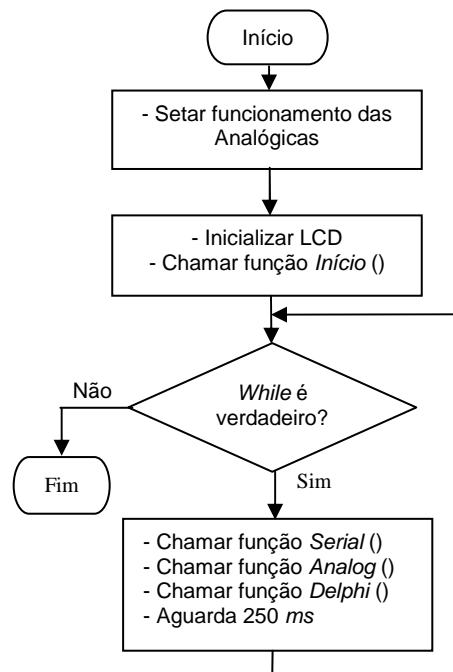 Início
- Setar funcionamento das
Analógicas
- Inicializar LCD
- Chamar função Início ()
While é
verdadeiro?
Não
Fim
Sim
- Chamar função Serial ()
- Chamar função Analog ()
- Chamar função Delphi ()
- Aguarda 250 ms